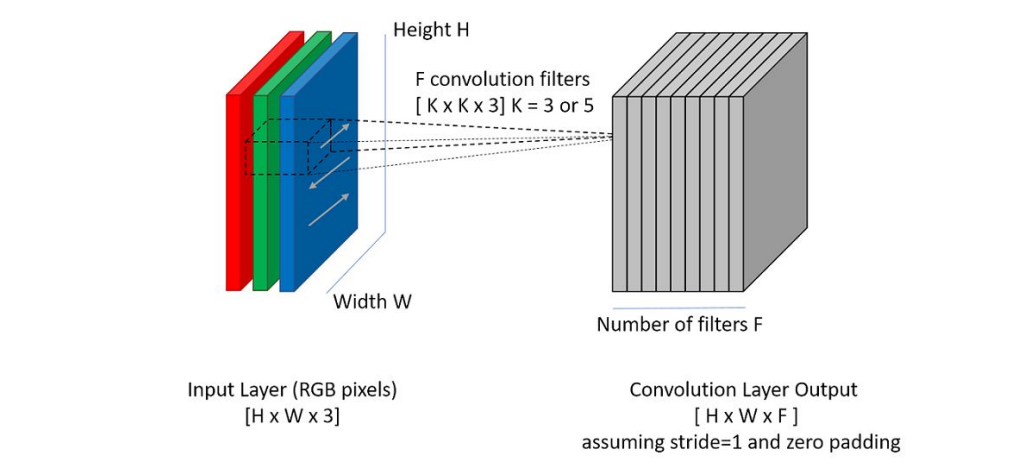 Height H
F convolution filters
[ K x K x 3] K = 3 or 5
Width W
Number of filters F
Input Layer (RGB pixels)
[H x W x 3]
Convolution Layer Output
[ H x W x F ]
assuming stride=1 and zero padding